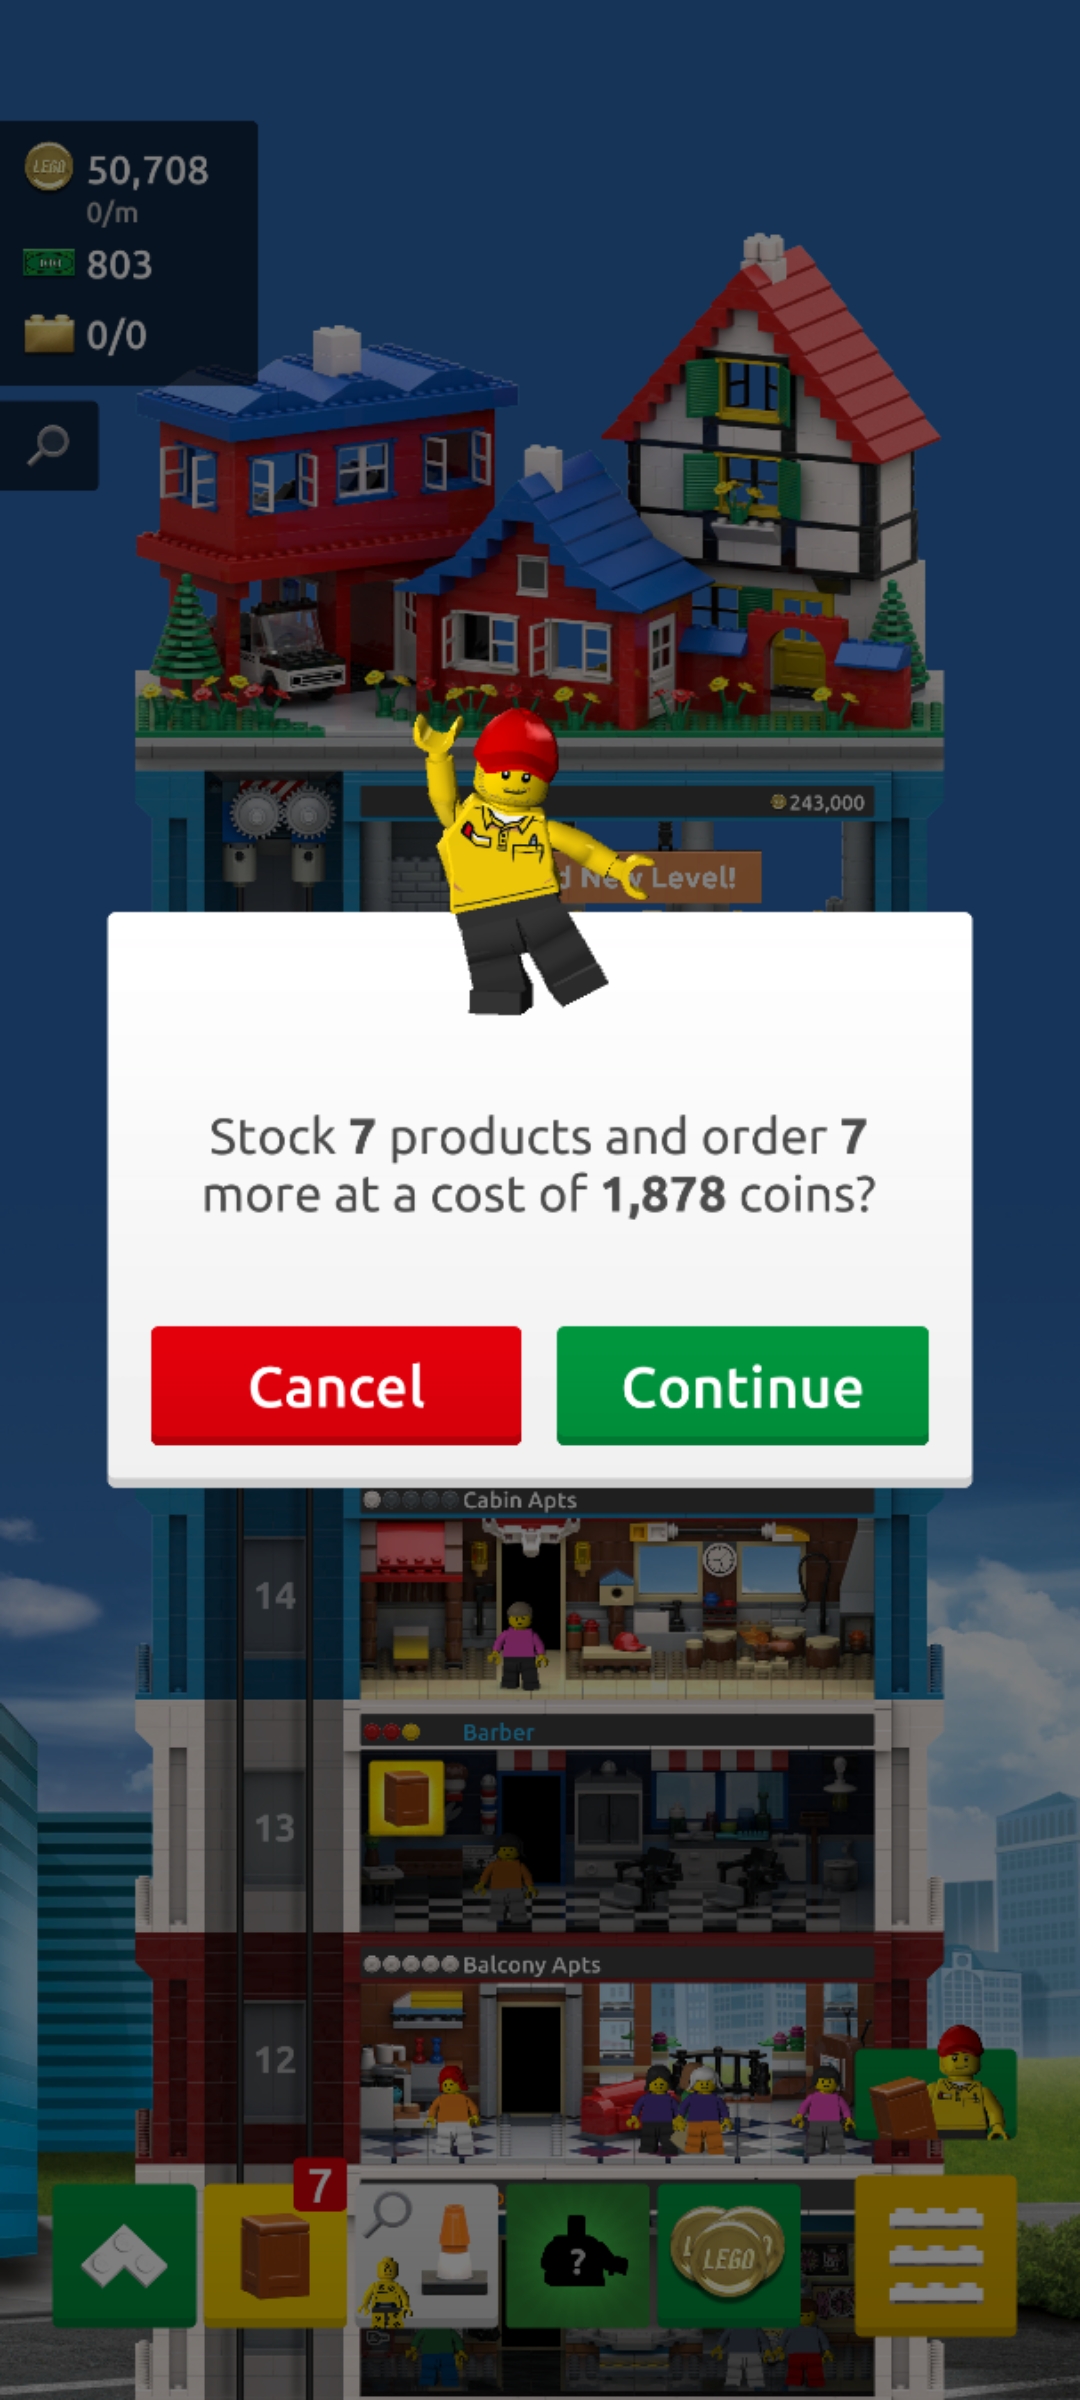 LEGO
50,708
0/m
803
0/0
243,000
d New Level!
Stock 7 products and order 7
more at a cost of 1,878 coins?
Cancel
Continue
Cabin Apts
14
Barber
13
Balcony Apts
12
7
?
LEGO